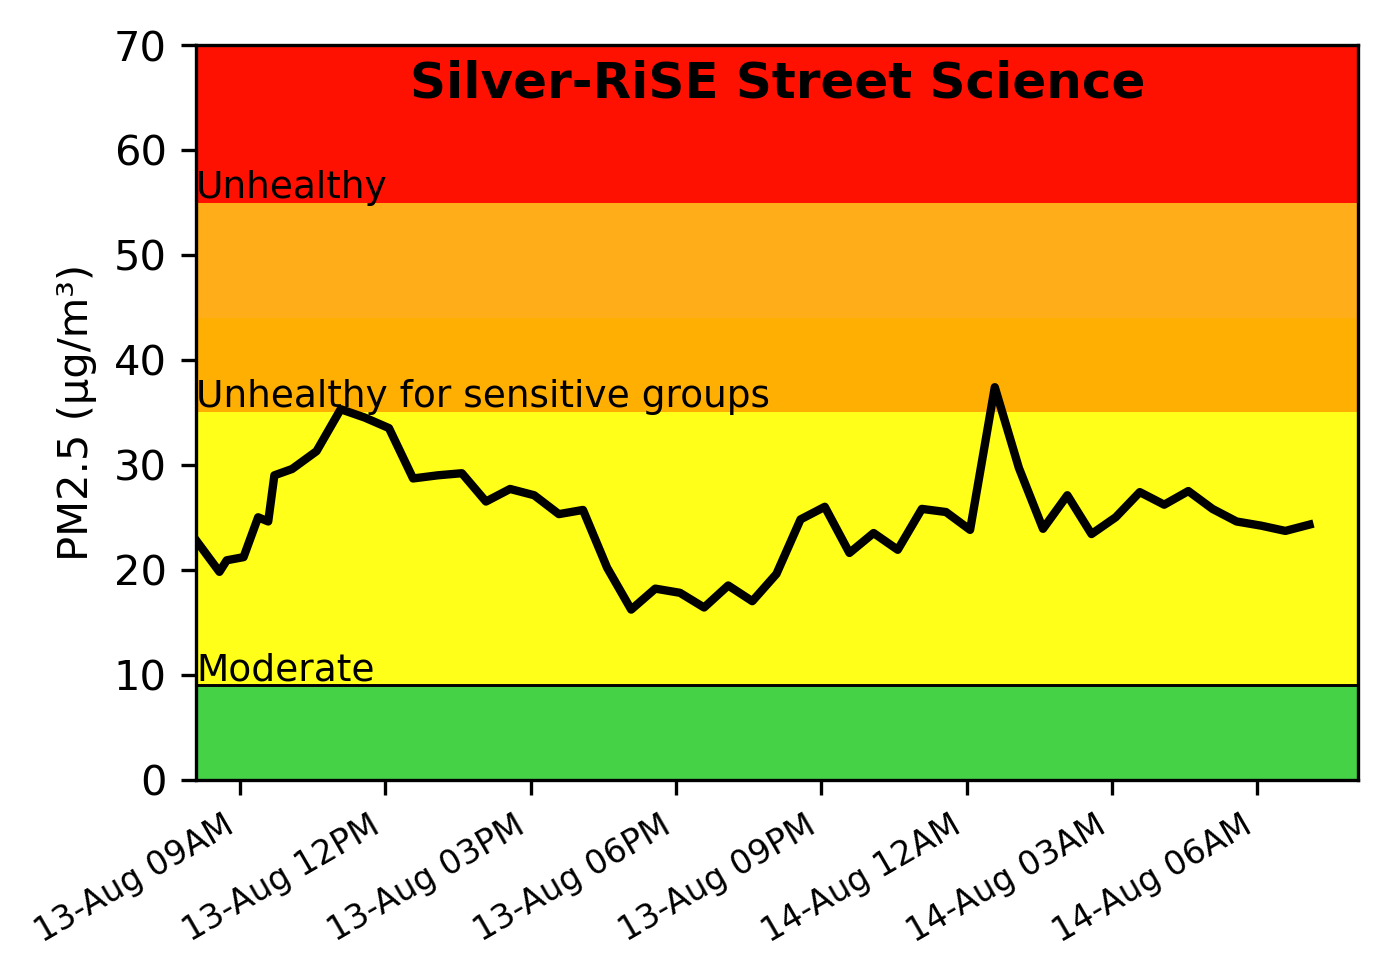 Silver-RiSE Street Science
70
60
50
40
30
20
10
0
PM2.5 (µg/m³)
Unhealthy
Unhealthy for sensitive groups
Moderate
13-Aug 09AM
13-Aug 12PM
13-Aug 03PM
13-Aug 06PM
13-Aug 09PM
14-Aug 12AM
14-Aug 03AM
14-Aug 06AM